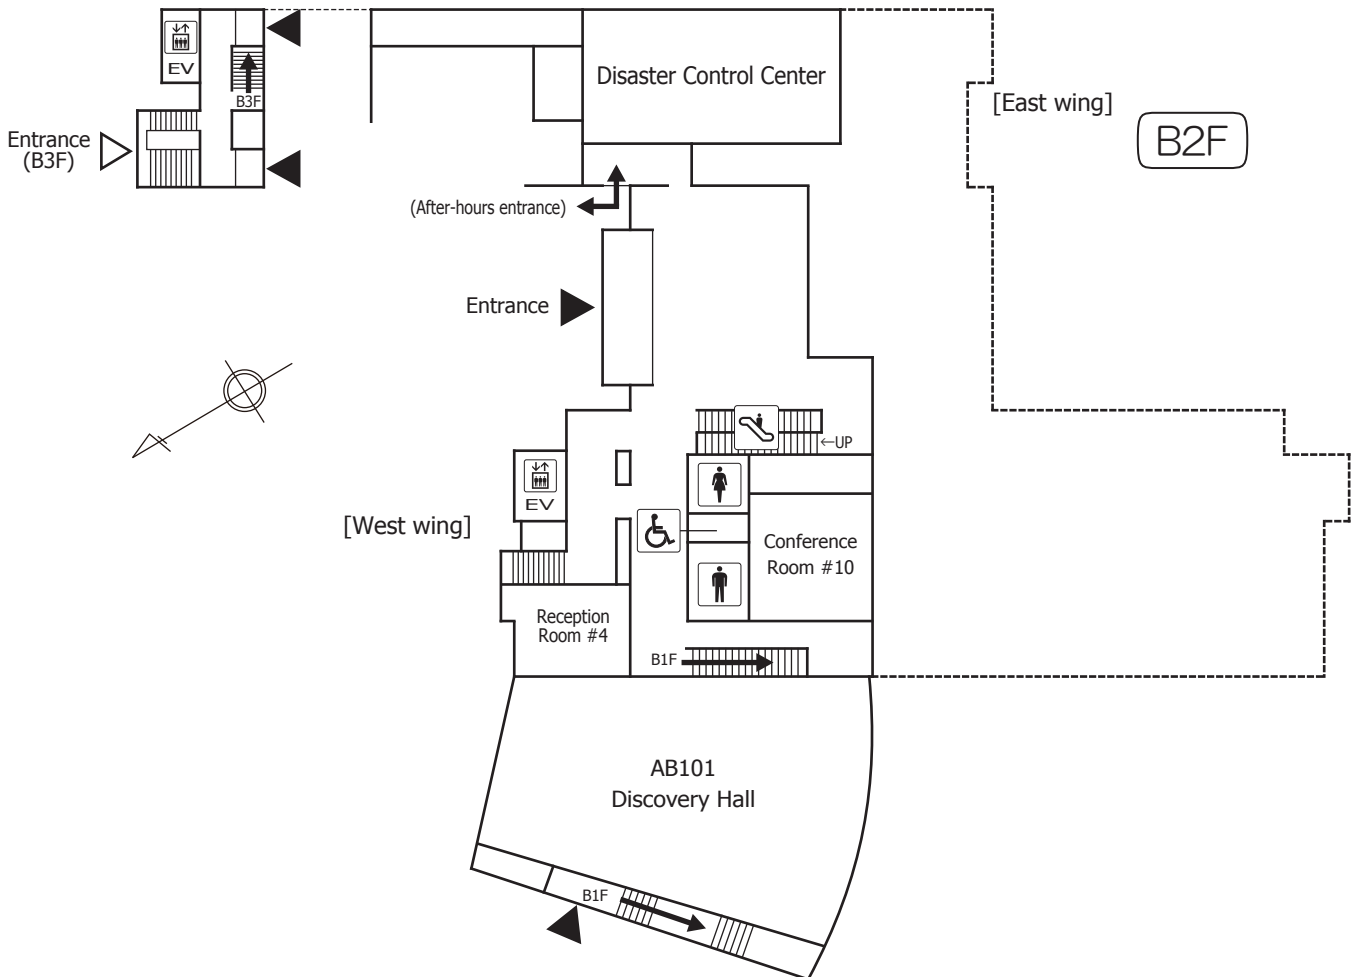 EV
B3F
Entrance
(B3F)
Disaster Control Center
[East wing]
B2F
(After-hours entrance)
Entrance
←UP
EV
[West wing]
Conference
Room #10
Reception
Room #4
B1F
AB101
Discovery Hall
B1F